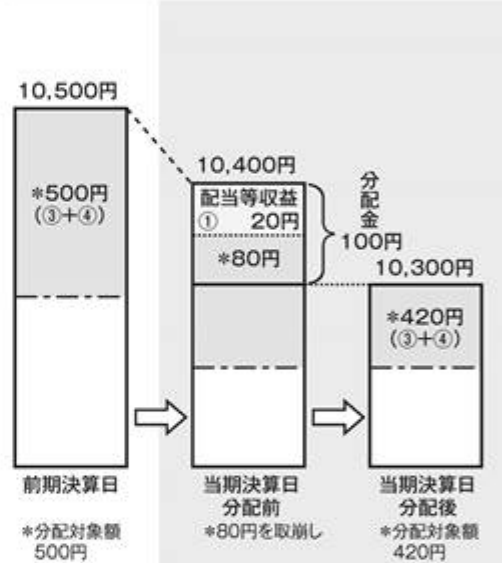 10,500円
*500円
(③+④)
前期決算日
*分配対象額
500円
10,400円
配当等収益
① 20円
*80円
分配金
100円
当期決算日
分配前
*80円を取崩し
10,300円
*420円
(③+④)
当期決算日
分配後
*分配対象額
420円